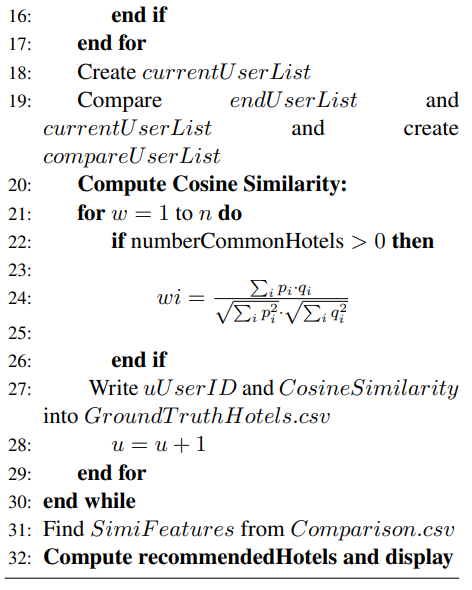 16: end if
17: end for
18: Create currentUserList
19: Compare endUserList and
currentUserList and create
compareUserList
20: Compute Cosine Similarity:
21: for w = 1 to n do
22: if numberCommonHotels > 0 then
23:
24: wi = \frac{\sum_i p_i \cdot q_i}{\sqrt{\sum_i p_i^2} \cdot \sqrt{\sum_i q_i^2}}
25:
26: end if
27: Write uUserID and CosineSimilarity
into GroundTruthHotels.csv
28: u = u + 1
29: end for
30: end while
31: Find SimiFeatures from Comparison.csv
32: Compute recommendedHotels and display